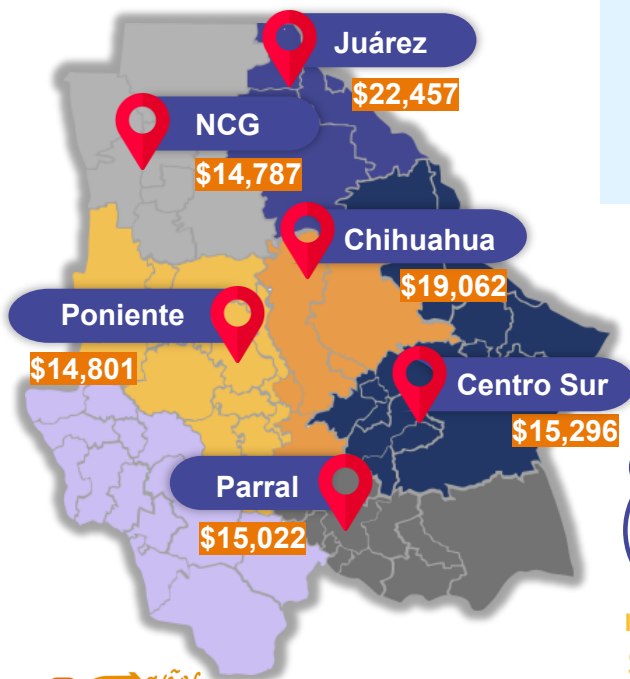 Juárez
$22,457
NCG
$14,787
Chihuahua
$19,062
Poniente
$14,801
Centro Sur
$15,296
Parral
$15,022